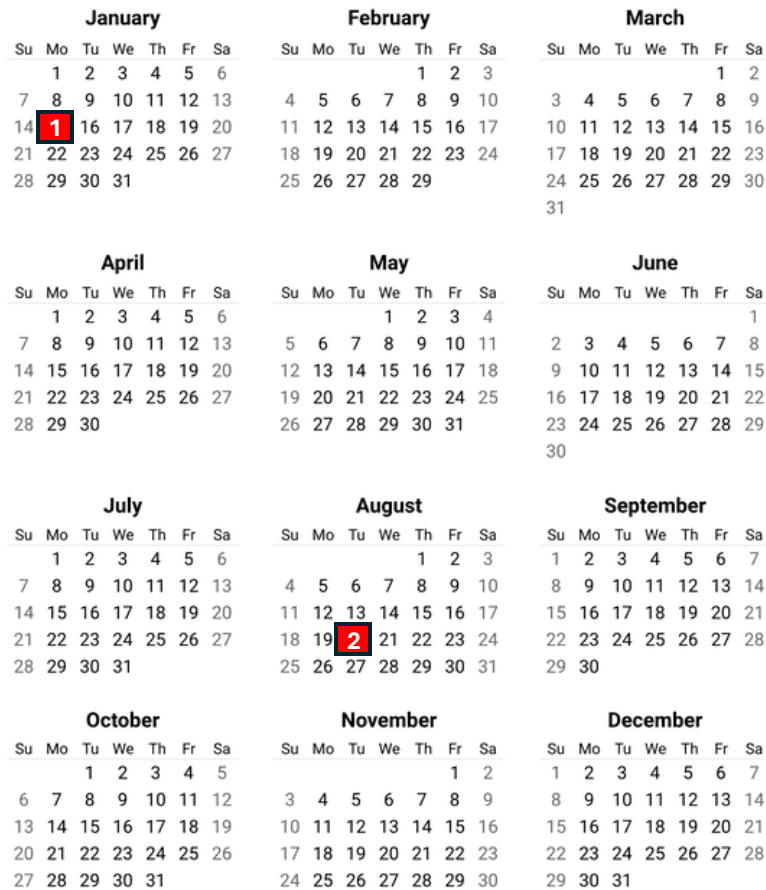 January February March
Su Mo Tu We Th Fr Sa Su Mo Tu We Th Fr Sa Su Mo Tu We Th Fr Sa
1 2 3 4 5 6 1 2 3 1 2
7 8 9 10 11 12 13 4 5 6 7 8 9 10 3 4 5 6 7 8 9
14 1 16 17 18 19 20 11 12 13 14 15 16 17 10 11 12 13 14 15 16
21 22 23 24 25 26 27 18 19 20 21 22 23 24 17 18 19 20 21 22 23
28 29 30 31 25 26 27 28 29 24 25 26 27 28 29 30
31
April May June
Su Mo Tu We Th Fr Sa Su Mo Tu We Th Fr Sa Su Mo Tu We Th Fr Sa
1 2 3 4 5 6 1 2 3 4 1
7 8 9 10 11 12 13 5 6 7 8 9 10 11 2 3 4 5 6 7 8
14 15 16 17 18 19 20 12 13 14 15 16 17 18 9 10 11 12 13 14 15
21 22 23 24 25 26 27 19 20 21 22 23 24 25 16 17 18 19 20 21 22
28 29 30 26 27 28 29 30 31 23 24 25 26 27 28 29
30
July August September
Su Mo Tu We Th Fr Sa Su Mo Tu We Th Fr Sa Su Mo Tu We Th Fr Sa
1 2 3 4 5 6 1 2 3 1 2 3 4 5 6 7
7 8 9 10 11 12 13 4 5 6 7 8 9 10 8 9 10 11 12 13 14
14 15 16 17 18 19 20 11 12 13 14 15 16 17 15 16 17 18 19 20 21
21 22 23 24 25 26 27 18 19 2 21 22 23 24 22 23 24 25 26 27 28
28 29 30 31 25 26 27 28 29 30 31 29 30
October November December
Su Mo Tu We Th Fr Sa Su Mo Tu We Th Fr Sa Su Mo Tu We Th Fr Sa
1 2 3 4 5 1 2 1 2 3 4 5 6 7
6 7 8 9 10 11 12 3 4 5 6 7 8 9 8 9 10 11 12 13 14
13 14 15 16 17 18 19 10 11 12 13 14 15 16 15 16 17 18 19 20 21
20 21 22 23 24 25 26 17 18 19 20 21 22 23 22 23 24 25 26 27 28
27 28 29 30 31 24 25 26 27 28 29 30 29 30 31